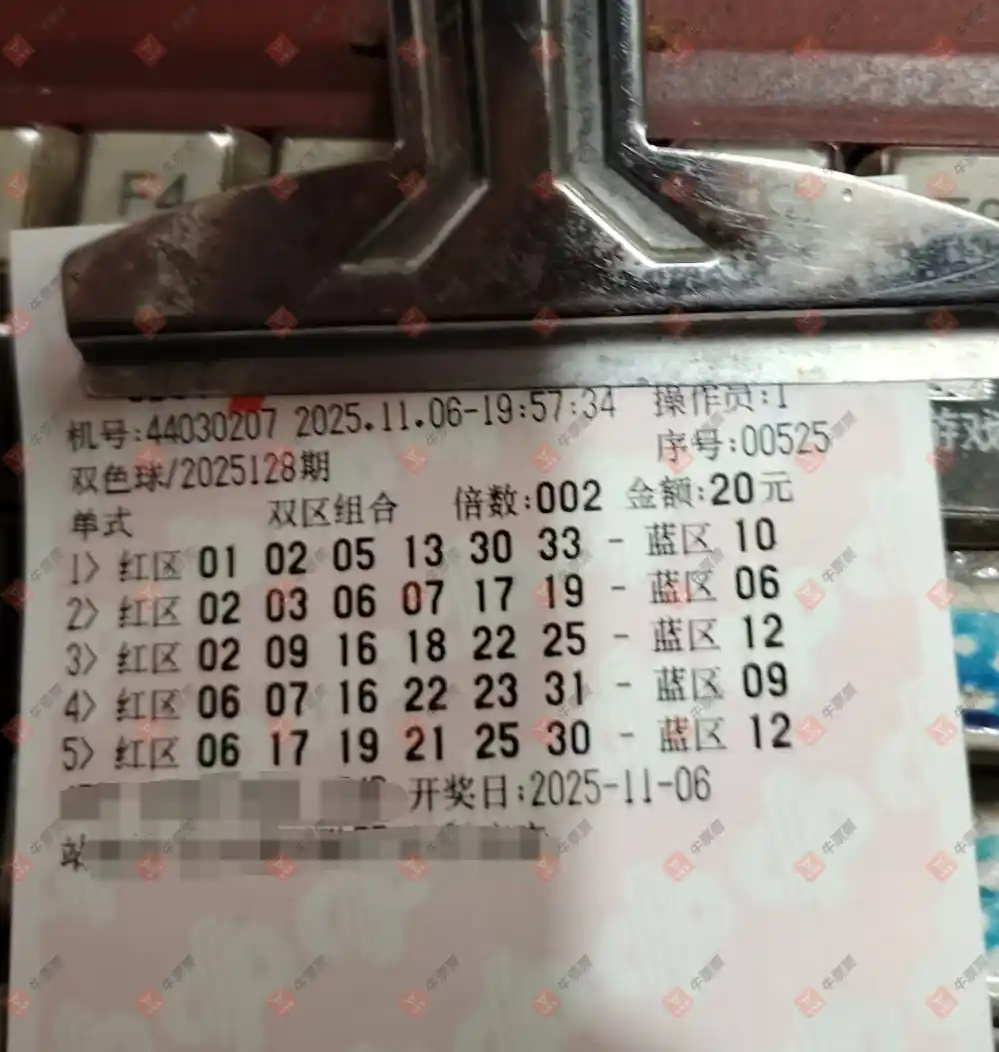 F4
机号:44030207 2025.11.06-19:57:34 操作员:1
双色球/2025128期 序号:00525
单式 双区组合 倍数:002 金额:20元
1> 红区 01 02 05 13 30 33 - 蓝区 10
2> 红区 02 03 06 07 17 19 - 蓝区 06
3> 红区 02 09 16 18 22 25 - 蓝区 12
4> 红区 06 07 16 22 23 31 - 蓝区 09
5> 红区 06 17 19 21 25 30 - 蓝区 12
开奖日:2025-11-06